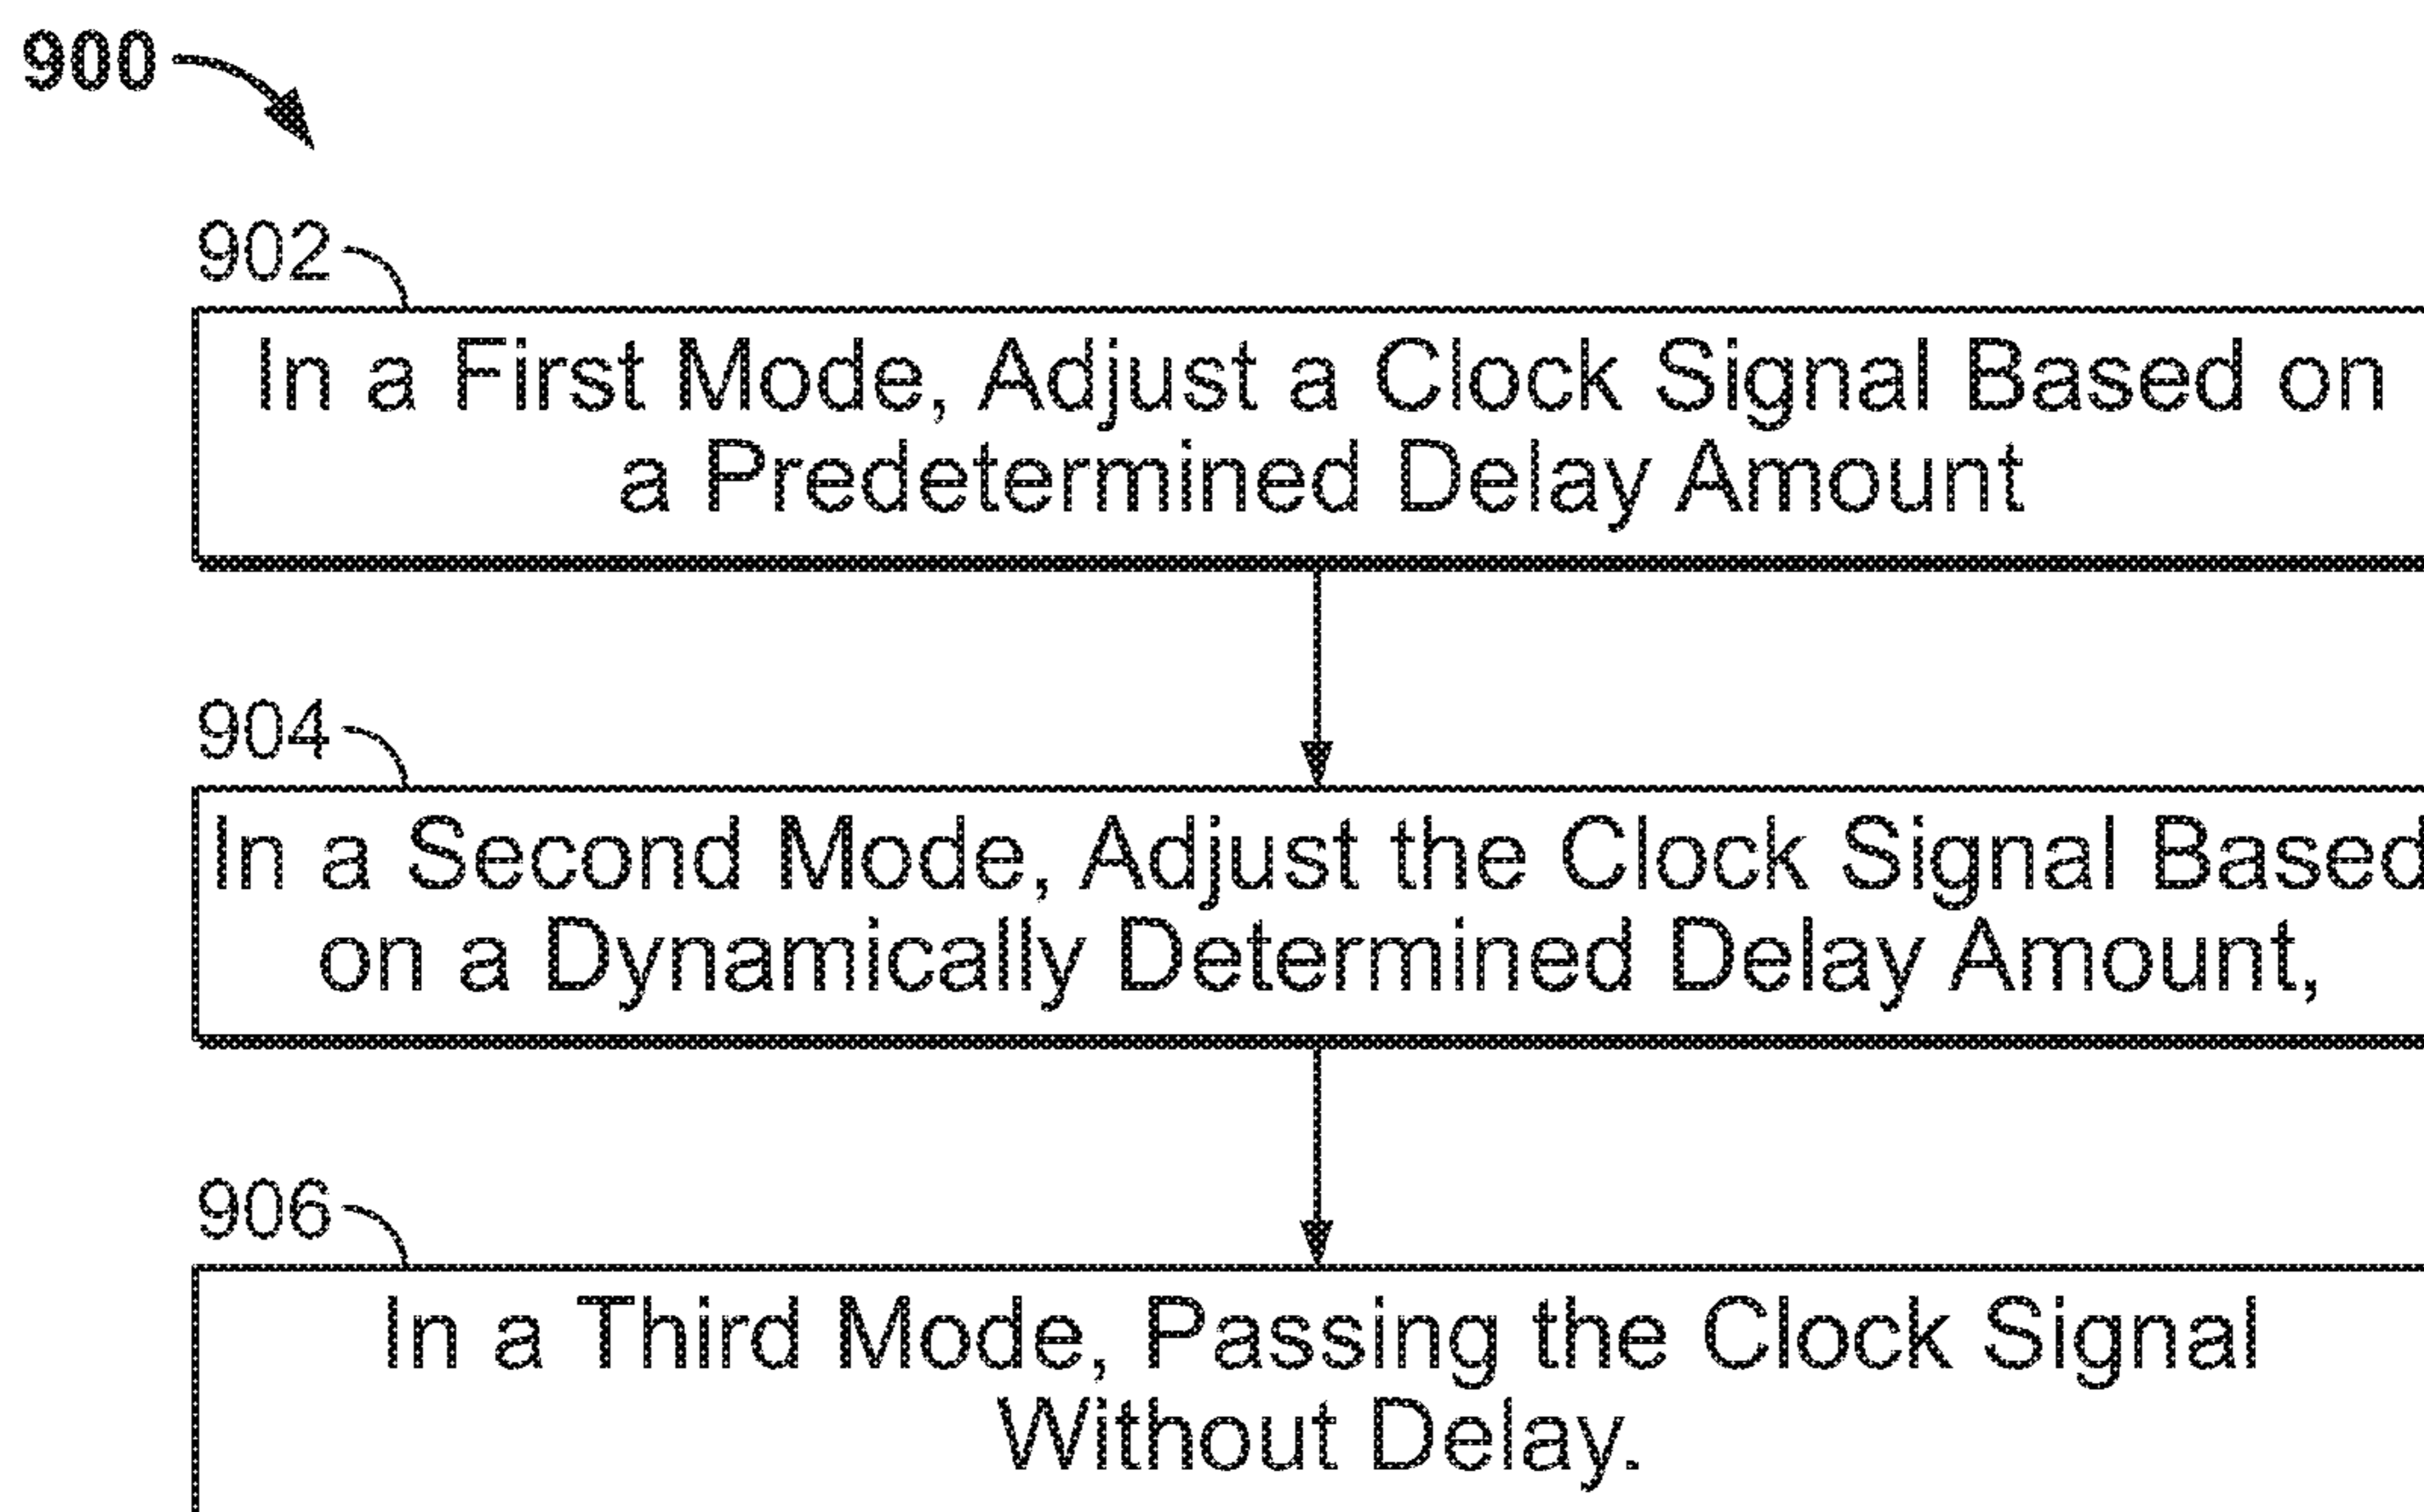 900
902
In a First Mode, Adjust a Clock Signal Based on
a Predetermined Delay Amount
904
In a Second Mode, Adjust the Clock Signal Based
on a Dynamically Determined Delay Amount,
906
In a Third Mode, Passing the Clock Signal
Without Delay.